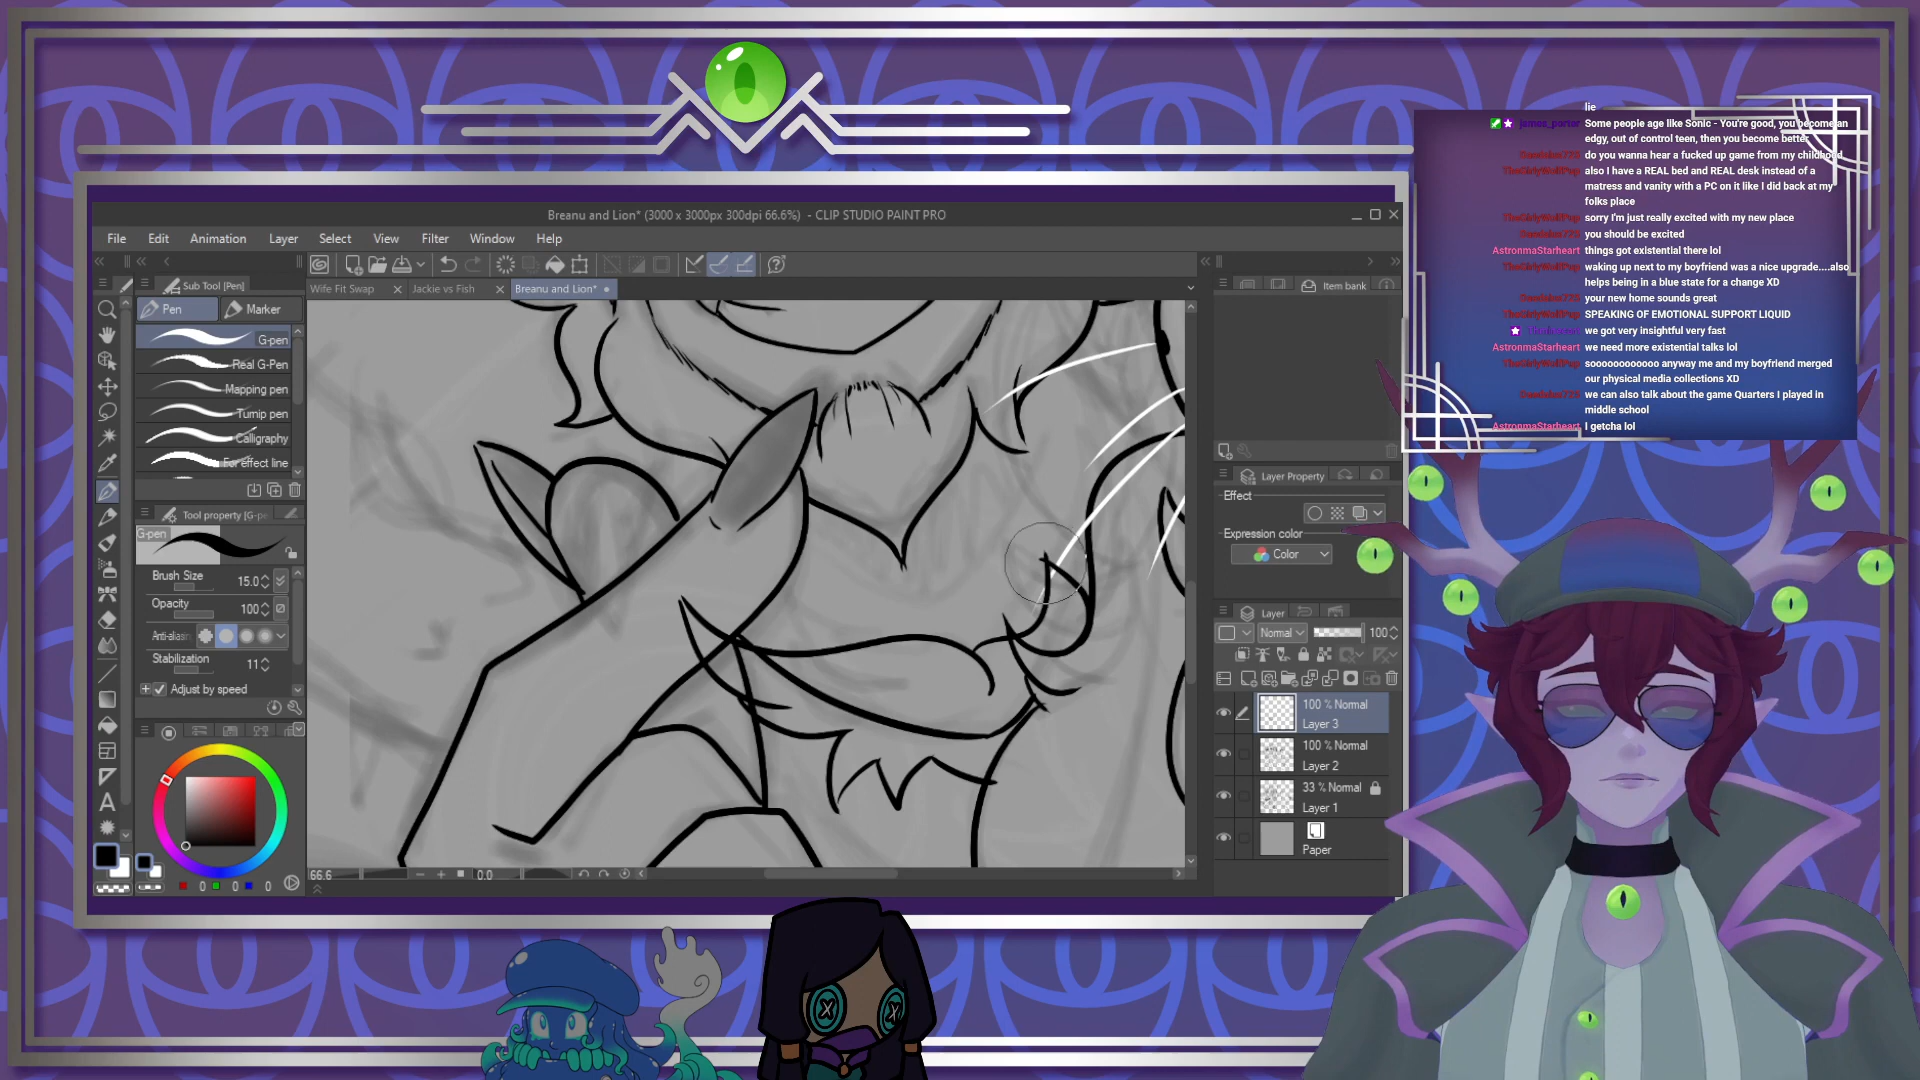 Breanu and Lion* (3000 x 3000px 300dpi 66.6%)  - CLIP STUDIO PAINT PRO
File Edit Animation Layer Select View Filter Window Help
Sub Tool [Pen]
Wife Fit Swap
Jackie vs Fish
Breanu and Lion*
Item bank
Pen
Marker
G-pen
Real G-Pen
Mapping pen
Turnip pen
Calligraphy
For effect line
Tool property [G-pe
G-pen
Brush Size 15.0
Opacity 100
Anti-aliasin
Stabilization 11
Adjust by speed
0 0 0
66.6 0.0
Layer Property
Effect
Expression color
Color
Layer
Normal 100
100 % Normal
Layer 3
100 % Normal
Layer 2
33 % Normal
Layer 1
Paper
lie
james_porter Some people age like Sonic - You're good, you become an
edgy, out of control teen, then you become better
do you wanna hear a fucked up game from my childhood
also I have a REAL bed and REAL desk instead of a
matress and vanity with a PC on it like I did back at my
folks place
sorry I'm just really excited with my new place
you should be excited
AstronmaStarheart things got existential there lol
waking up next to my boyfriend was a nice upgrade....also
helps being in a blue state for a change XD
your new home sounds great
SPEAKING OF EMOTIONAL SUPPORT LIQUID
we got very insightful very fast
AstronmaStarheart we need more existential talks lol
soooooooooooo anyway me and my boyfriend merged
our physical media collections XD
we can also talk about the game Quarters I played in
middle school
AstronmaStarheart I getcha lol